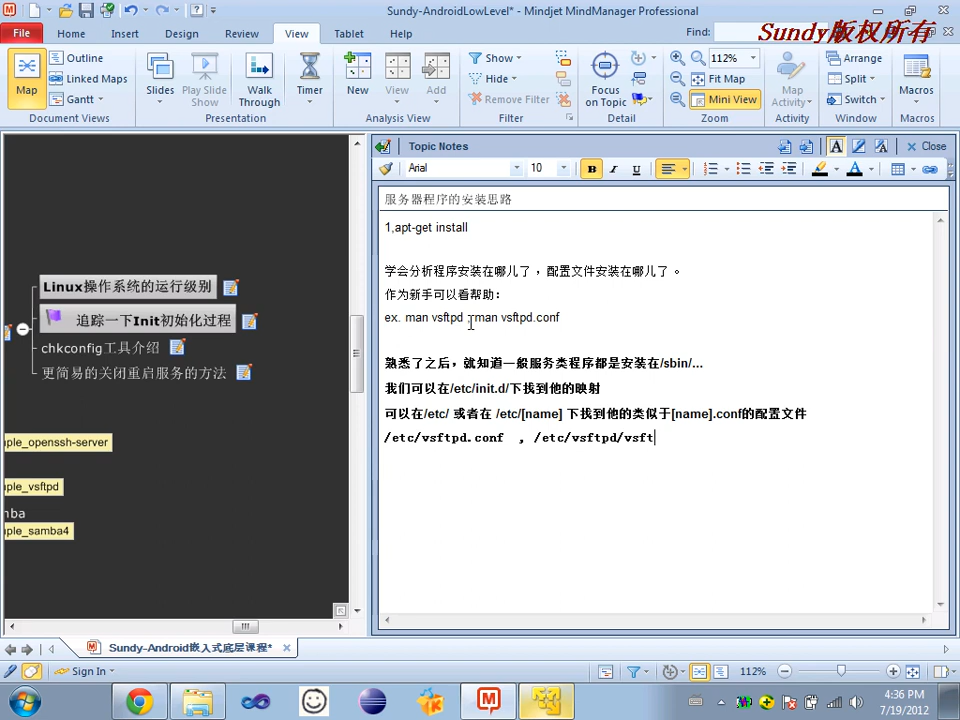 Sundy-AndroidLowLevel* - Mindjet MindManager Professional
File Home Insert Design Review View Tablet Help
Find:
Sundy版权所有
Map
Outline
Linked Maps
Gantt
Document Views
Slides
Play Slide Show
Walk Through
Timer
Presentation
New
View
Add
Analysis View
Show
Hide
Remove Filter
Filter
Focus on Topic
Detail
112%
Fit Map
Mini View
Zoom
Map Activity
Activity
Arrange
Split
Switch
Window
Macros
Macros
Linux操作系统的运行级别
追踪一下Init初始化过程
chkconfig工具介绍
更简易的关闭重启服务的方法
ple_openssh-server
ple_vsftpd
nba
ple_samba4
Topic Notes
Close
Arial 10 B I U A A A
服务器程序的安装思路
1,apt-get install
学会分析程序安装在哪儿了，配置文件安装在哪儿了。
作为新手可以看帮助：
ex. man vsftpd man vsftpd.conf
熟悉了之后，就知道一般服务类程序都是安装在/sbin/...
我们可以在/etc/init.d/下找到他的映射
可以在/etc/ 或者在 /etc/[name] 下找到他的类似于[name].conf的配置文件
/etc/vsftpd.conf , /etc/vsftpd/vsft
Sundy-Android嵌入式底层课程*
Sign In
112%
4:36 PM
7/19/2012